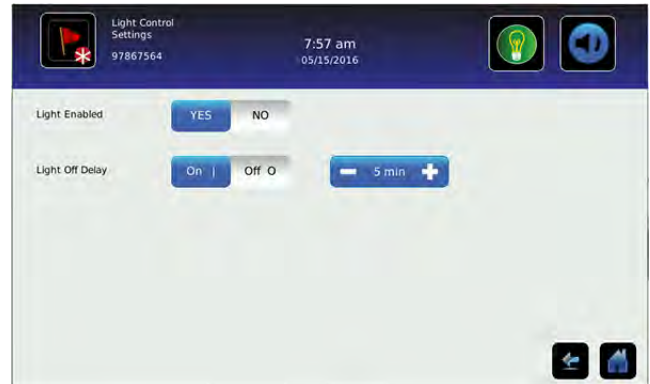 Light Control
Settings
97867564
7:57 am
05/15/2016
Light Enabled
YES NO
Light Off Delay
On | Off O
5 min